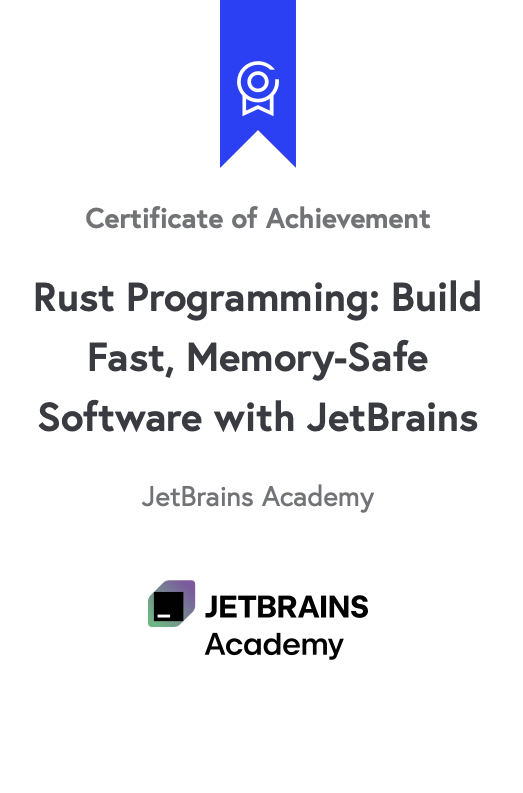 Certificate of Achievement
Rust Programming: Build
Fast, Memory-Safe
Software with JetBrains
JetBrains Academy
JETBRAINS
Academy